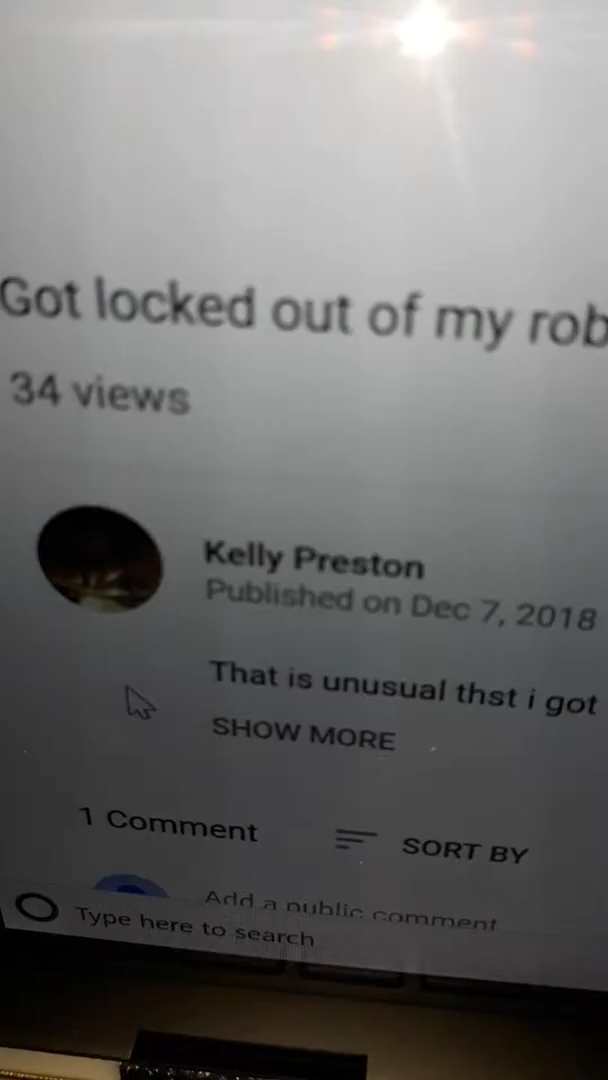 Got locked out of my rob
34 views
Kelly Preston
Published on Dec 7, 2018
That is unusual thst i got
SHOW MORE
1 Comment
SORT BY
Add a public comment
Type here to search